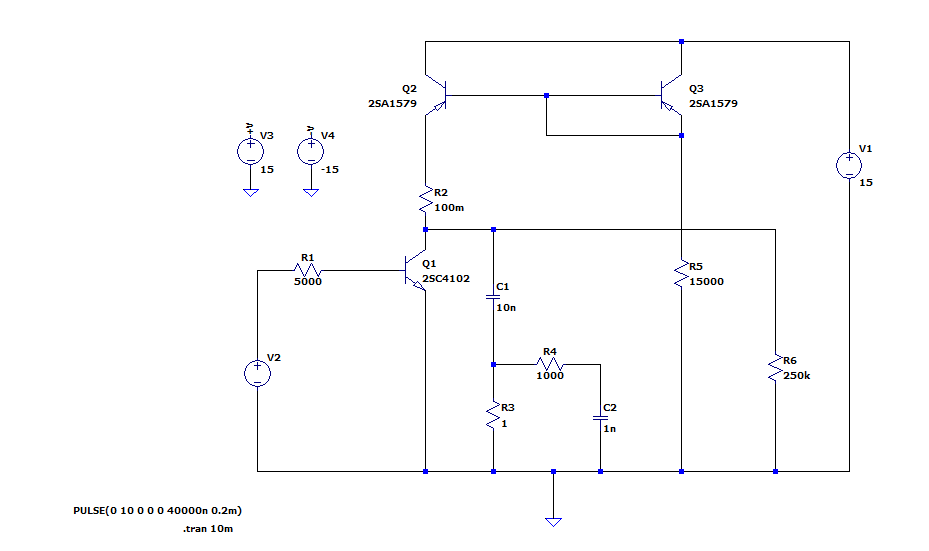 Q2
2SA1579
Q3
2SA1579
V+
V3
15
V-
V4
-15
V1
15
R2
100m
R1
5000
Q1
2SC4102
R5
15000
C1
10n
V2
R4
1000
R6
250k
R3
1
C2
1n
PULSE(0 10 0 0 0 40000n 0.2m)
.tran 10m